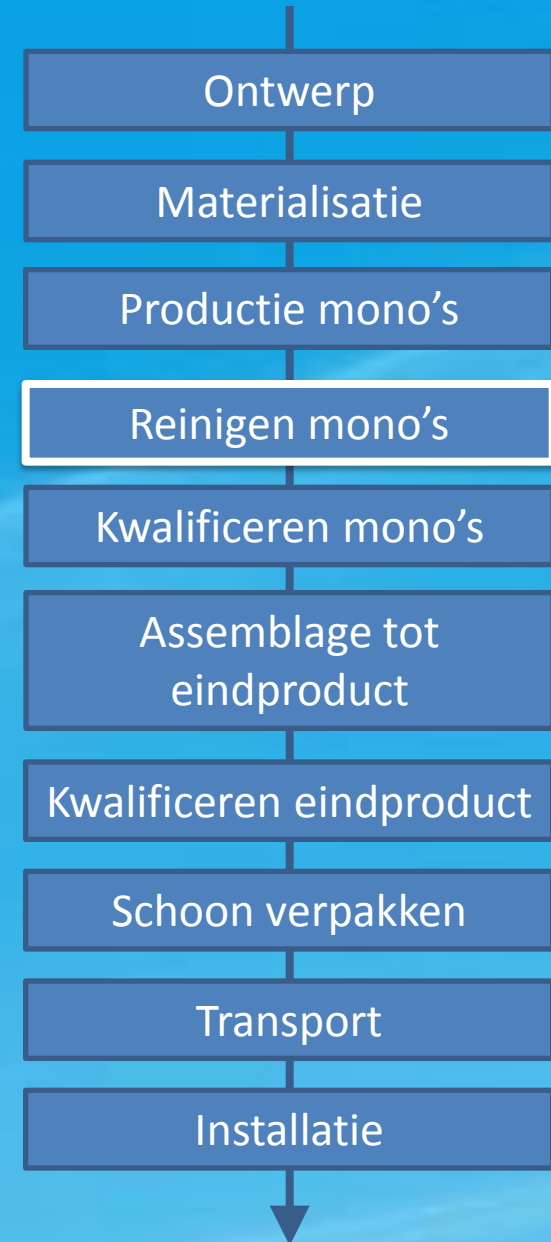 Ontwerp
Materialisatie
Productie mono’s
Reinigen mono’s
Kwalificeren mono’s
Assemblage tot
eindproduct
Kwalificeren eindproduct
Schoon verpakken
Transport
Installatie